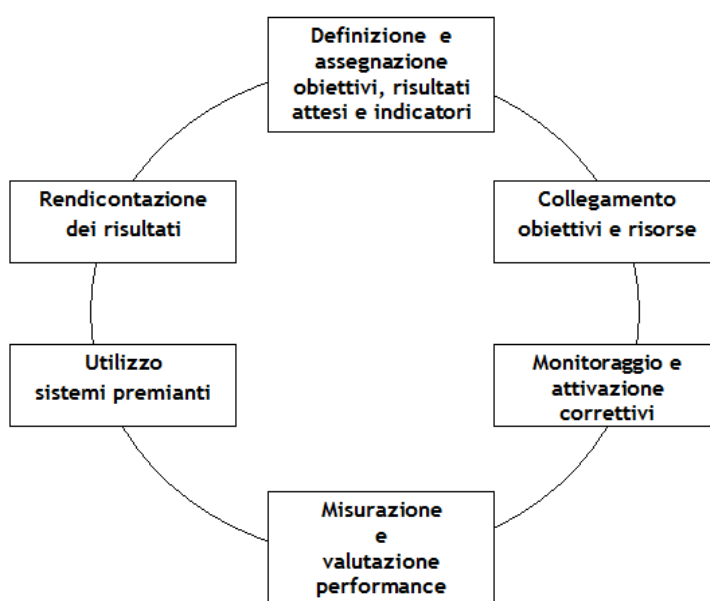 Definizione e
assegnazione
obiettivi, risultati
attesi e indicatori
Collegamento
obiettivi e risorse
Monitoraggio e
attivazione
correttivi
Misurazione
e
valutazione
performance
Utilizzo
sistemi premianti
Rendicontazione
dei risultati